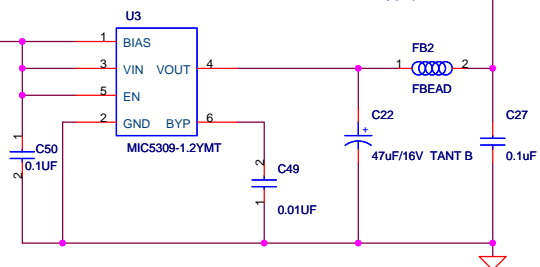 U3
1 BIAS
3 VIN VOUT 4
5 EN
2 GND BYP 6
MIC5309-1.2YMT
FB2
1 2
FBEAD
C22
47uF/16V TANT B
C27
0.1uF
1
C50
0.1UF
2
2
C49
1
0.01UF
+